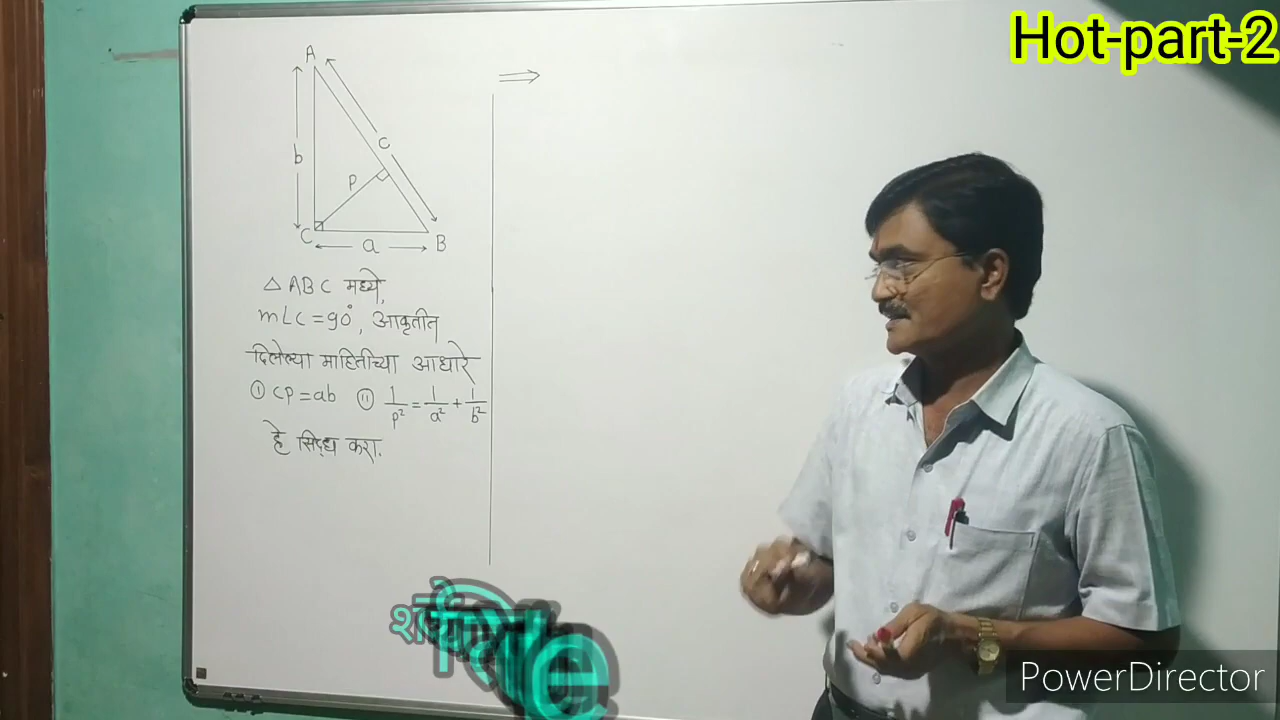 Hot-part-2
A
b
c
P
C
a
B
△ABC मध्ये,
m∠C=90°, आकृतीत
दिलेल्या माहितीच्या आधारे
① CP=ab ② 1/P² = 1/a² + 1/b²
हे सिद्ध करा.
PowerDirector